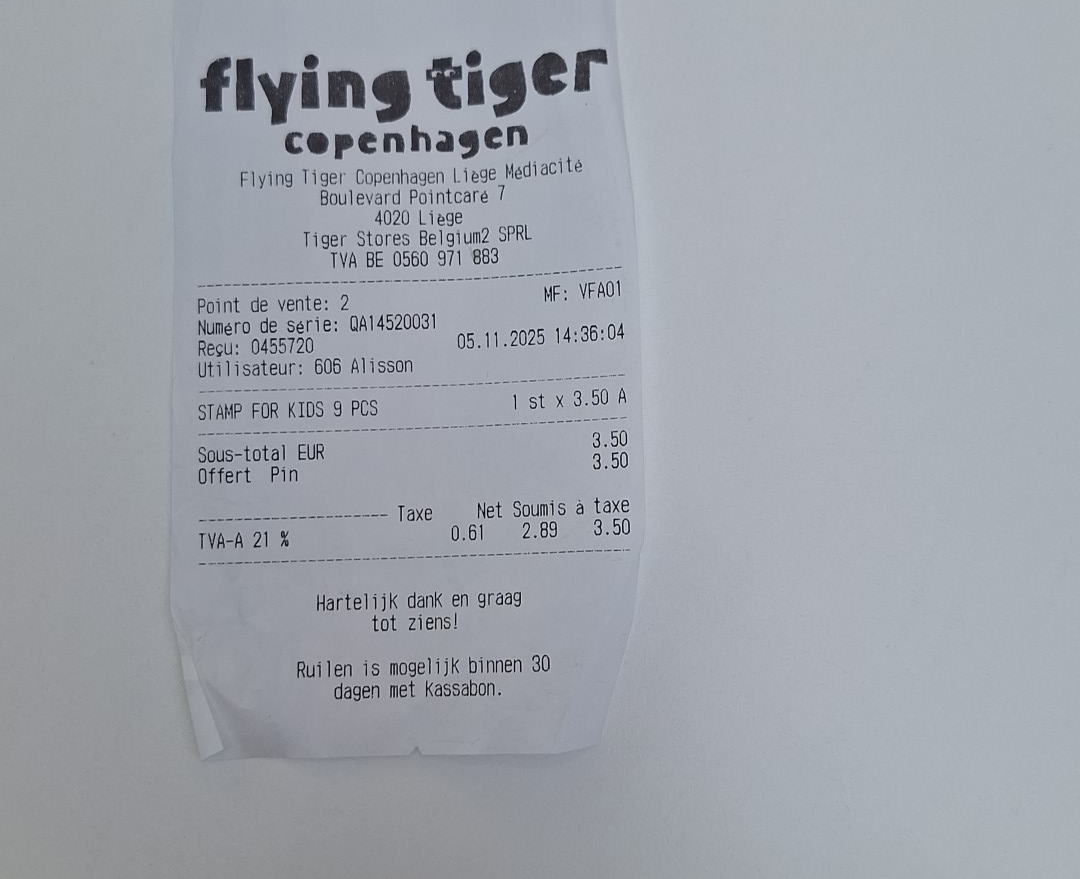 flying tiger
copenhagen
Flying Tiger Copenhagen Liège Médiacité
Boulevard Pointcaré 7
4020 Liège
Tiger Stores Belgium2 SPRL
TVA BE 0560 971 883
Point de vente: 2 MF: VFA01
Numéro de série: QA14520031
Reçu: 0455720 05.11.2025 14:36:04
Utilisateur: 606 Alisson
STAMP FOR KIDS 9 PCS 1 st x 3.50 A
Sous-total EUR 3.50
Offert Pin 3.50
Taxe Net Soumis à taxe
TVA-A 21 % 0.61 2.89 3.50
Hartelijk dank en graag
tot ziens!
Ruilen is mogelijk binnen 30
dagen met kassabon.